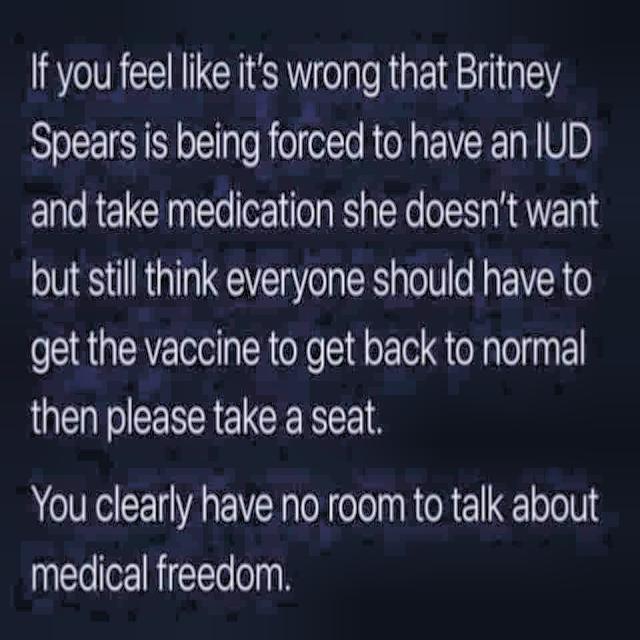 If you feel like it's wrong that Britney
Spears is being forced to have an IUD
and take medication she doesn't want
but still think everyone should have to
get the vaccine to get back to normal
then please take a seat.
You clearly have no room to talk about
medical freedom.